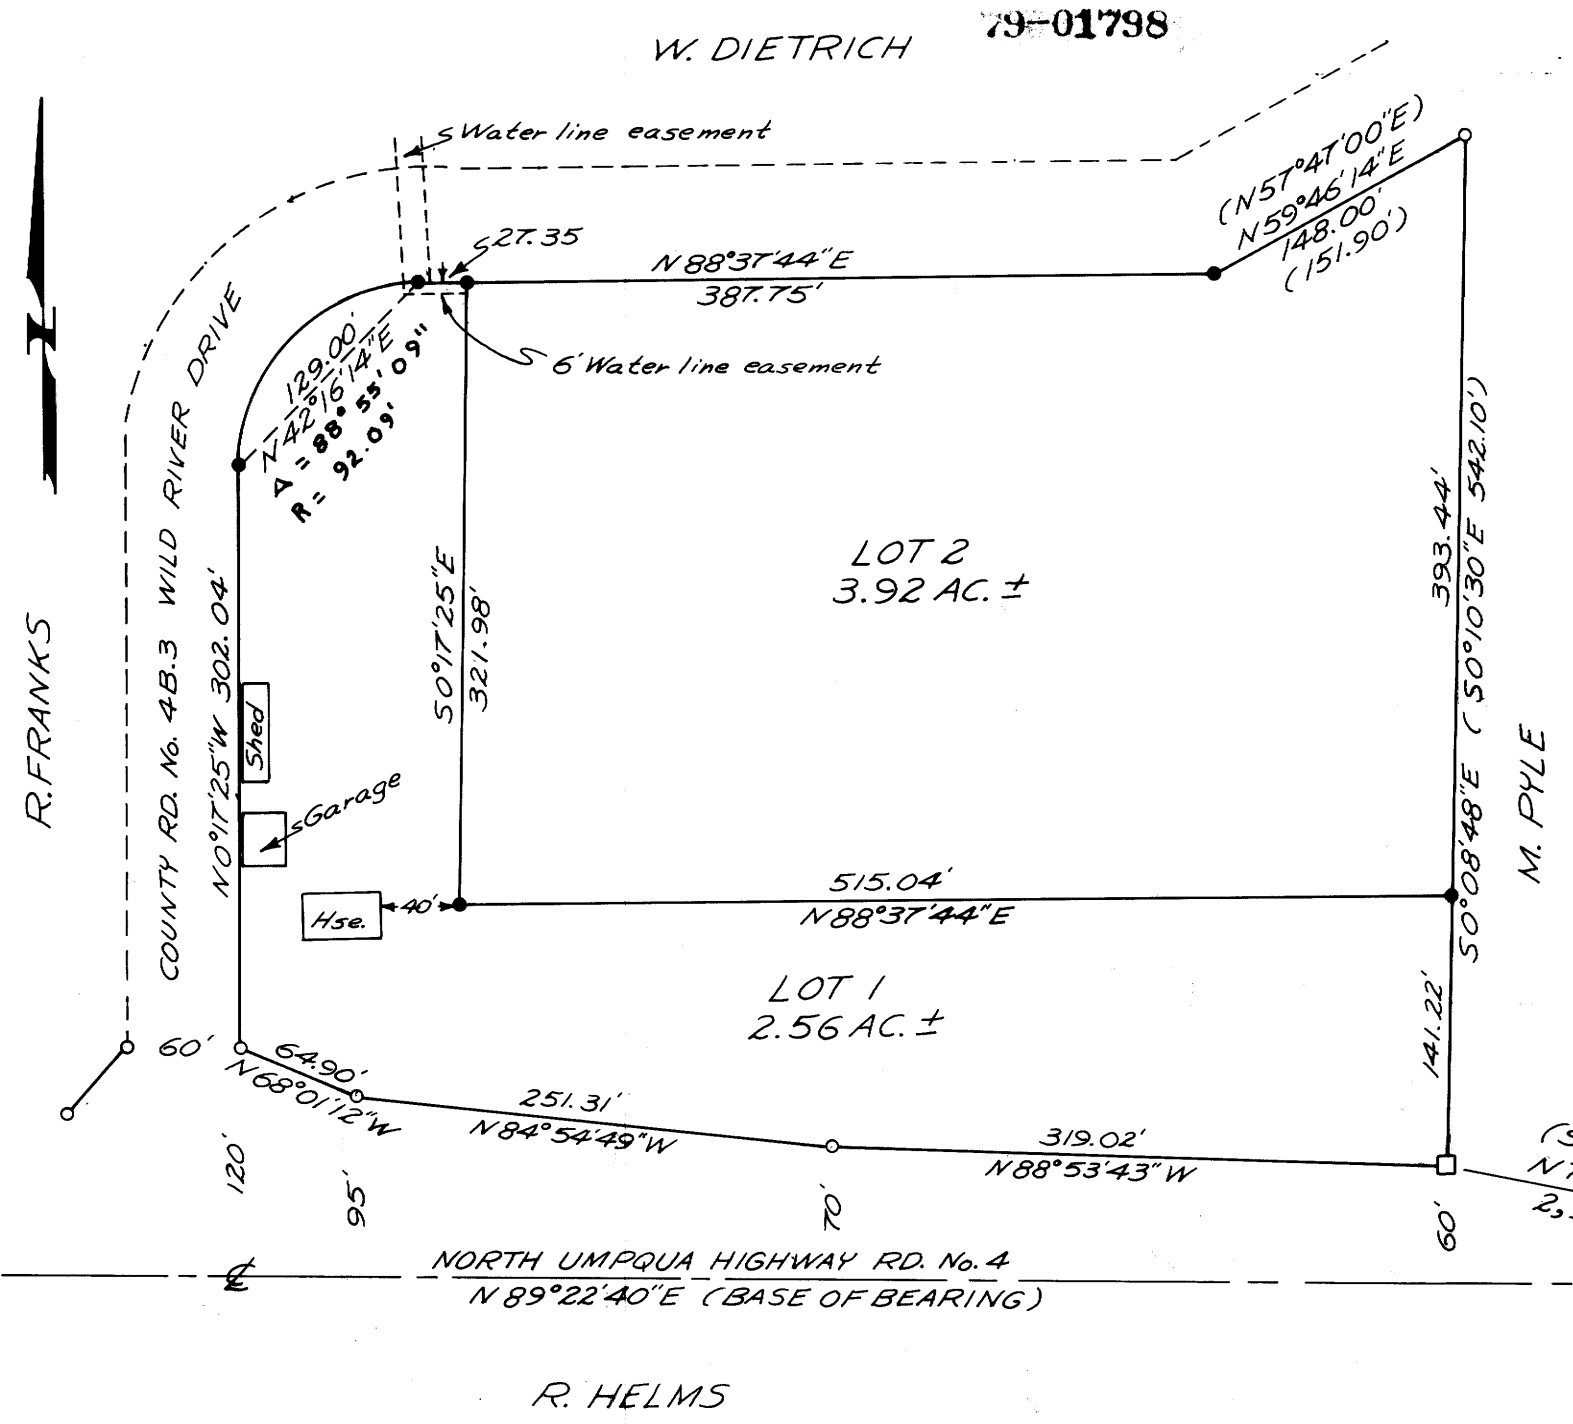 79-01798
W. DIETRICH
Water line easement
(N57°47'00"E)
N59°46'14"E
148.00'
(151.90')
27.35
N88°37'44"E
387.75'
6' Water line easement
129.00'
N42°16'14"E
Δ = 88° 55' 09"
R = 92.09'
COUNTY RD. No. 4B.3 WILD RIVER DRIVE
R. FRANKS
N0°17'25"W 302.04'
Shed
Garage
Hse.
40'
S0°17'25"E
321.98'
LOT 2
3.92 AC. ±
393.44'
S0°08'48"E (S0°10'30"E 542.10')
M. PYLE
515.04'
N88°37'44"E
LOT 1
2.56 AC. ±
141.22'
60'
64.90'
N68°01'12"W
251.31'
N84°54'49"W
319.02'
N88°53'43"W
120'
95'
70'
60'
NORTH UMPQUA HIGHWAY RD. No. 4
N89°22'40"E (BASE OF BEARING)
R. HELMS